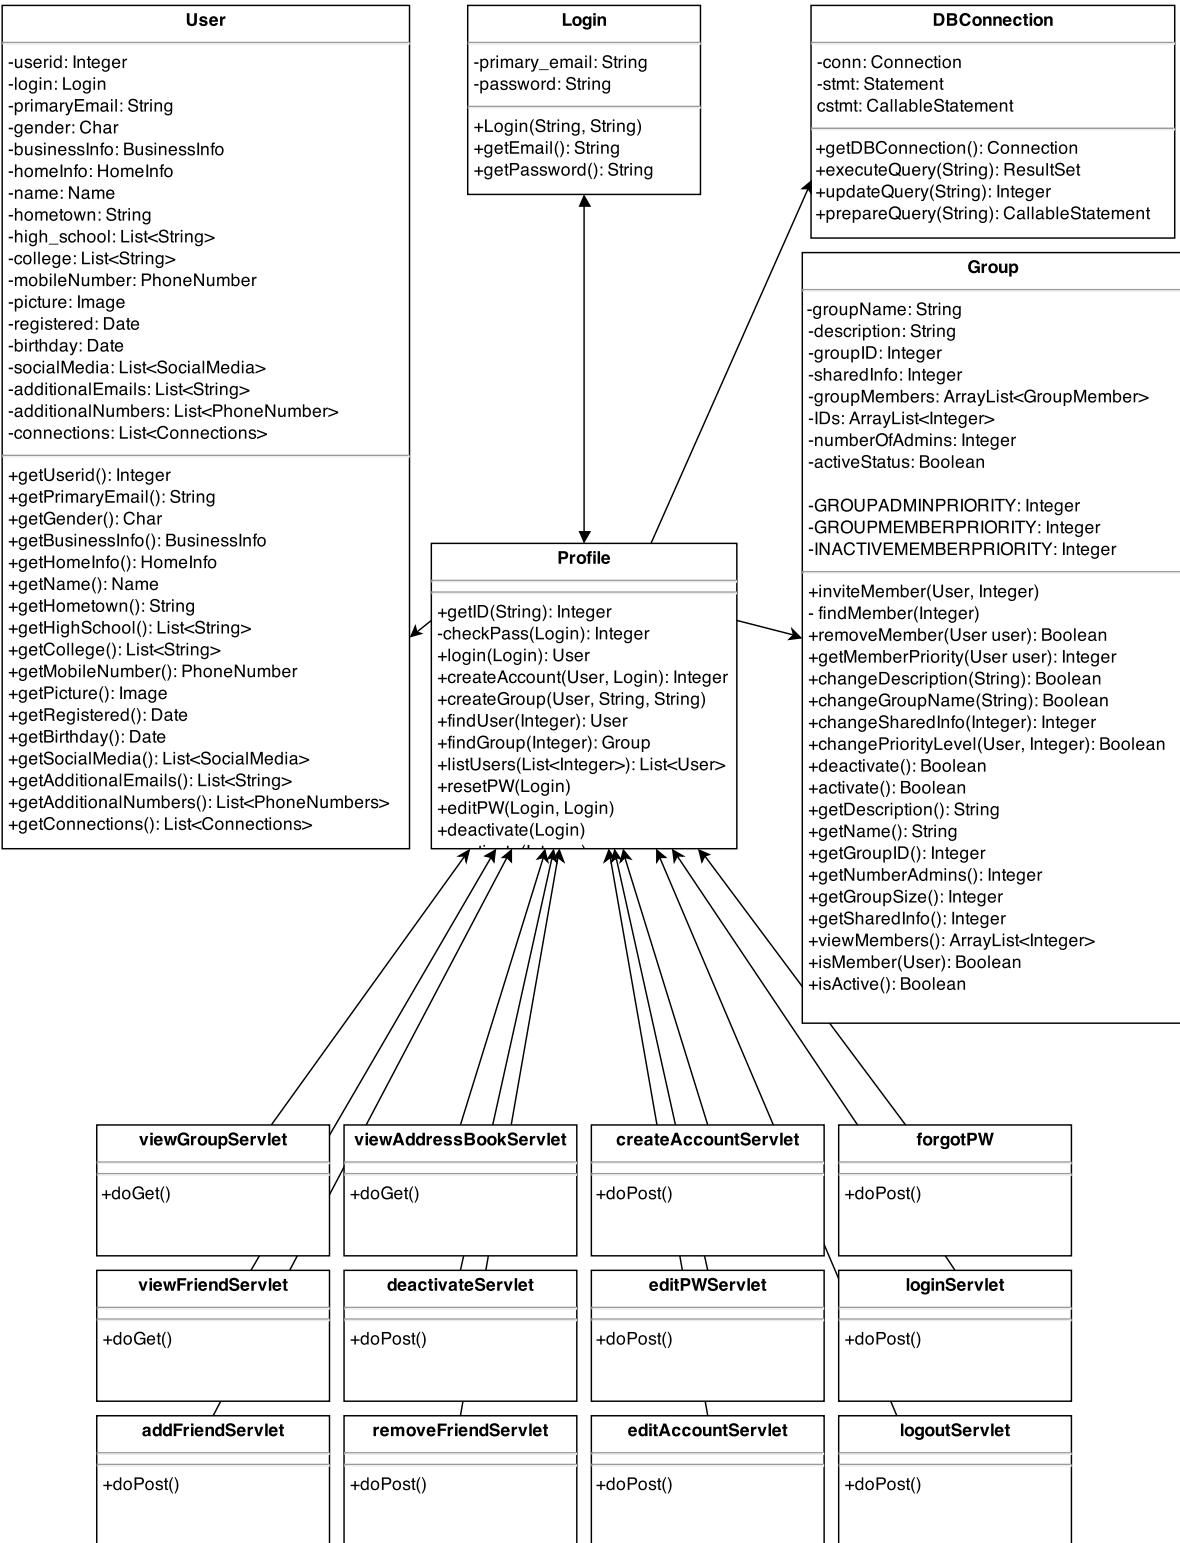 User
-userid: Integer
-login: Login
-primaryEmail: String
-gender: Char
-businessInfo: BusinessInfo
-homeInfo: HomeInfo
-name: Name
-hometown: String
-high_school: List<String>
-college: List<String>
-mobileNumber: PhoneNumber
-picture: Image
-registered: Date
-birthday: Date
-socialMedia: List<SocialMedia>
-additionalEmails: List<String>
-additionalNumbers: List<PhoneNumber>
-connections: List<Connections>
+getUserid(): Integer
+getPrimaryEmail(): String
+getGender(): Char
+getBusinessInfo(): BusinessInfo
+getHomeInfo(): HomeInfo
+getName(): Name
+getHometown(): String
+getHighSchool(): List<String>
+getCollege(): List<String>
+getMobileNumber(): PhoneNumber
+getPicture(): Image
+getRegistered(): Date
+getBirthday(): Date
+getSocialMedia(): List<SocialMedia>
+getAdditionalEmails(): List<String>
+getAdditionalNumbers(): List<PhoneNumbers>
+getConnections(): List<Connections>
Login
-primary_email: String
-password: String
+Login(String, String)
+getEmail(): String
+getPassword(): String
DBConnection
-conn: Connection
-stmt: Statement
cstmt: CallableStatement
+getDBConnection(): Connection
+executeQuery(String): ResultSet
+updateQuery(String): Integer
+prepareQuery(String): CallableStatement
Group
-groupName: String
-description: String
-groupID: Integer
-sharedInfo: Integer
-groupMembers: ArrayList<GroupMember>
-IDs: ArrayList<Integer>
-numberOfAdmins: Integer
-activeStatus: Boolean
-GROUPADMINPRIORITY: Integer
-GROUPMEMBERPRIORITY: Integer
-INACTIVEMEMBERPRIORITY: Integer
+inviteMember(User, Integer)
- findMember(Integer)
+removeMember(User user): Boolean
+getMemberPriority(User user): Integer
+changeDescription(String): Boolean
+changeGroupName(String): Boolean
+changeSharedInfo(Integer): Integer
+changePriorityLevel(User, Integer): Boolean
+deactivate(): Boolean
+activate(): Boolean
+getDescription(): String
+getName(): String
+getGroupID(): Integer
+getNumberAdmins(): Integer
+getGroupSize(): Integer
+getSharedInfo(): Integer
+viewMembers(): ArrayList<Integer>
+isMember(User): Boolean
+isActive(): Boolean
Profile
+getID(String): Integer
-checkPass(Login): Integer
+login(Login): User
+createAccount(User, Login): Integer
+createGroup(User, String, String)
+findUser(Integer): User
+findGroup(Integer): Group
+listUsers(List<Integer>): List<User>
+resetPW(Login)
+editPW(Login, Login)
+deactivate(Login)
viewGroupServlet
+doGet()
viewAddressBookServlet
+doGet()
createAccountServlet
+doPost()
forgotPW
+doPost()
viewFriendServlet
+doGet()
deactivateServlet
+doPost()
editPWServlet
+doPost()
loginServlet
+doPost()
addFriendServlet
+doPost()
removeFriendServlet
+doPost()
editAccountServlet
+doPost()
logoutServlet
+doPost()